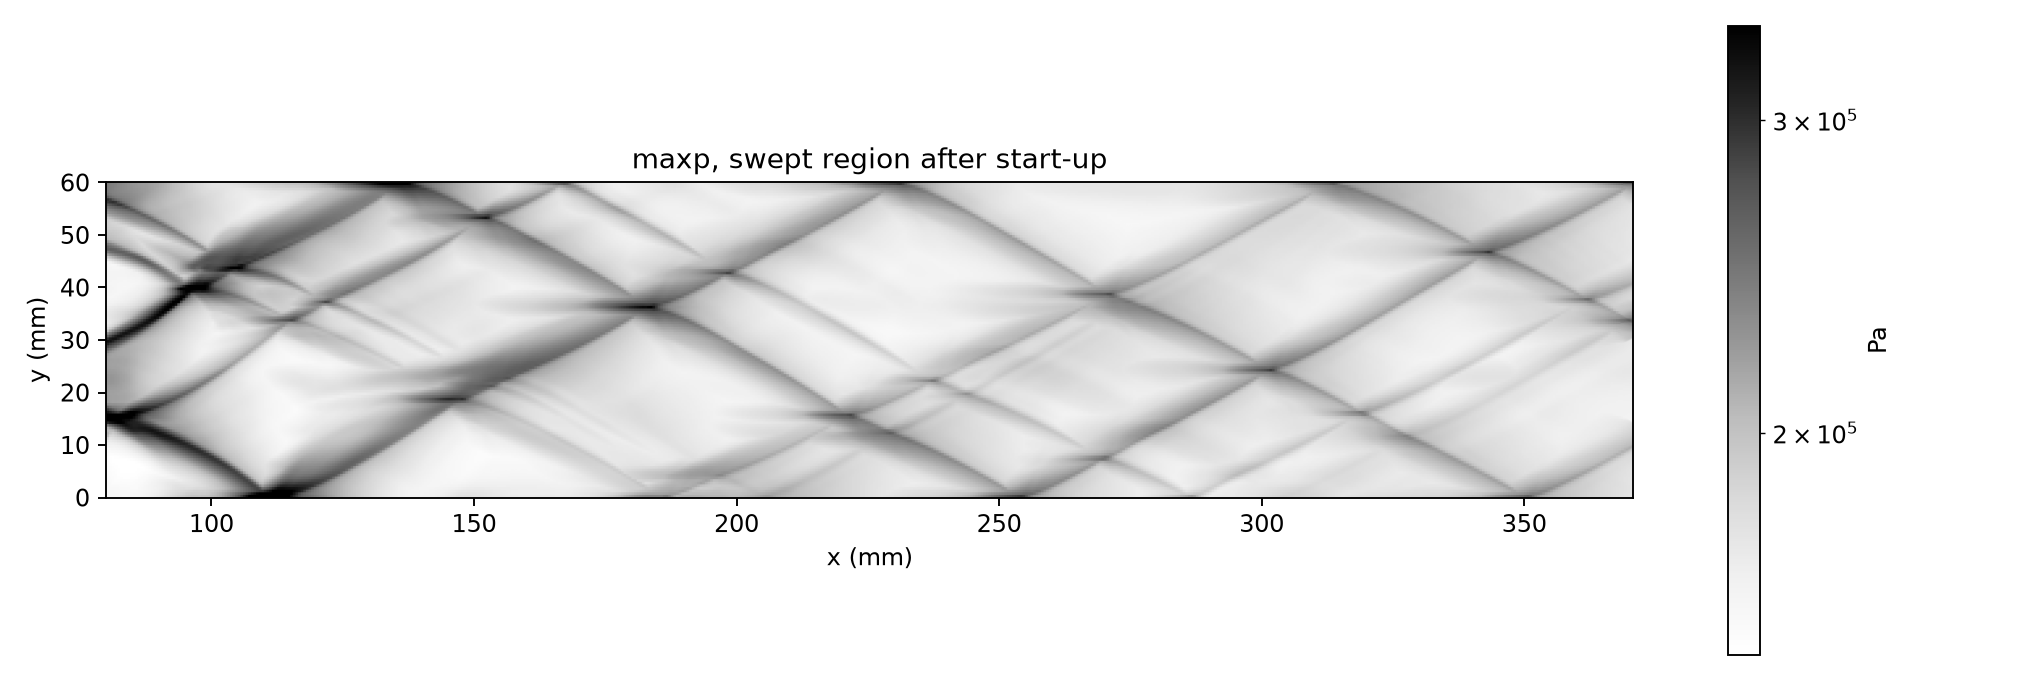 maxp, swept region after start-up
60
50
40
30
20
10
0
y (mm)
100 150 200 250 300 350
x (mm)
3 × 10⁵
2 × 10⁵
Pa